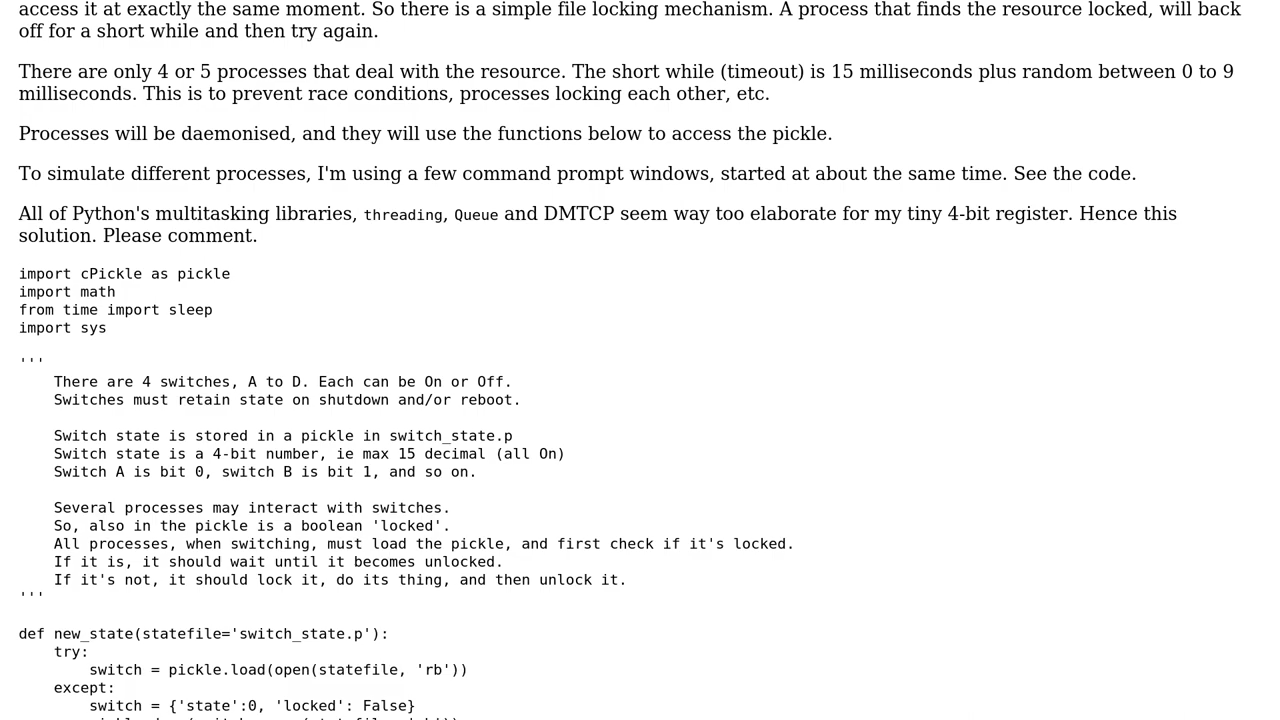 access it at exactly the same moment. So there is a simple file locking mechanism. A process that finds the resource locked, will back
off for a short while and then try again.
There are only 4 or 5 processes that deal with the resource. The short while (timeout) is 15 milliseconds plus random between 0 to 9
milliseconds. This is to prevent race conditions, processes locking each other, etc.
Processes will be daemonised, and they will use the functions below to access the pickle.
To simulate different processes, I'm using a few command prompt windows, started at about the same time. See the code.
All of Python's multitasking libraries, threading, Queue and DMTCP seem way too elaborate for my tiny 4-bit register. Hence this
solution. Please comment.
import cPickle as pickle
import math
from time import sleep
import sys
'''
    There are 4 switches, A to D. Each can be On or Off.
    Switches must retain state on shutdown and/or reboot.
    Switch state is stored in a pickle in switch_state.p
    Switch state is a 4-bit number, ie max 15 decimal (all On)
    Switch A is bit 0, switch B is bit 1, and so on.
    Several processes may interact with switches.
    So, also in the pickle is a boolean 'locked'.
    All processes, when switching, must load the pickle, and first check if it's locked.
    If it is, it should wait until it becomes unlocked.
    If it's not, it should lock it, do its thing, and then unlock it.
'''
def new_state(statefile='switch_state.p'):
    try:
        switch = pickle.load(open(statefile, 'rb'))
    except:
        switch = {'state':0, 'locked': False}